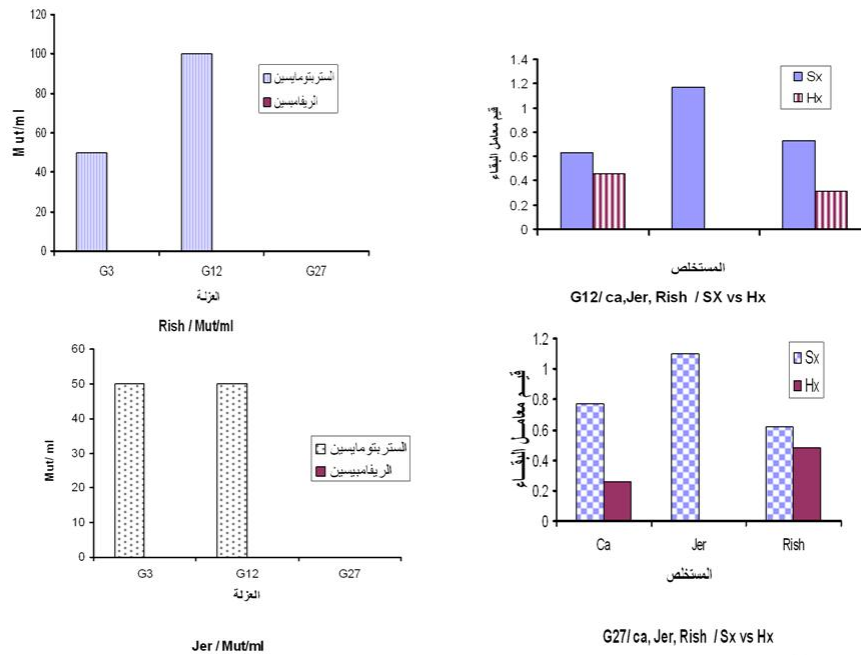 120
100
80
60
40
20
0
Mut/ml
G3
G12
G27
العزلة
الستربتومايسين
الريفامبسين
Rish / Mut/ml
1.4
1.2
1
0.8
0.6
0.4
0.2
0
قيم معامل البقاء
Sx
Hx
المستخلص
G12/ ca,Jer, Rish / SX vs Hx
60
50
40
30
20
10
0
Mut/ ml
G3
G12
G27
العزلة
الستربتومايسين
الريفامبيسين
Jer / Mut/ml
1.2
1
0.8
0.6
0.4
0.2
0
قيم معامل البقاء
Sx
Hx
Ca
Jer
Rish
المستخلص
G27/ ca, Jer, Rish / Sx vs Hx